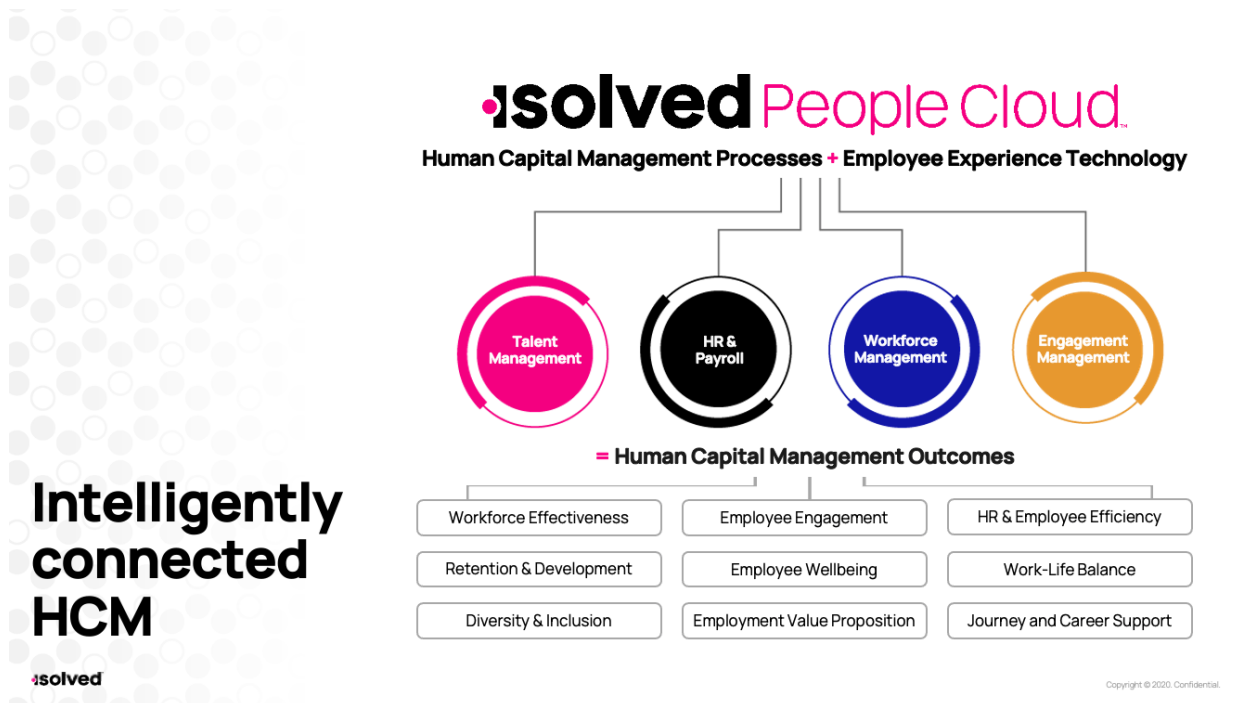 isolved People Cloud™
Human Capital Management Processes + Employee Experience Technology
Talent
Management
HR &
Payroll
Workforce
Management
Engagement
Management
= Human Capital Management Outcomes
Workforce Effectiveness
Employee Engagement
HR & Employee Efficiency
Retention & Development
Employee Wellbeing
Work-Life Balance
Diversity & Inclusion
Employment Value Proposition
Journey and Career Support
Intelligently
connected
HCM
isolved
Copyright © 2020. Confidential.